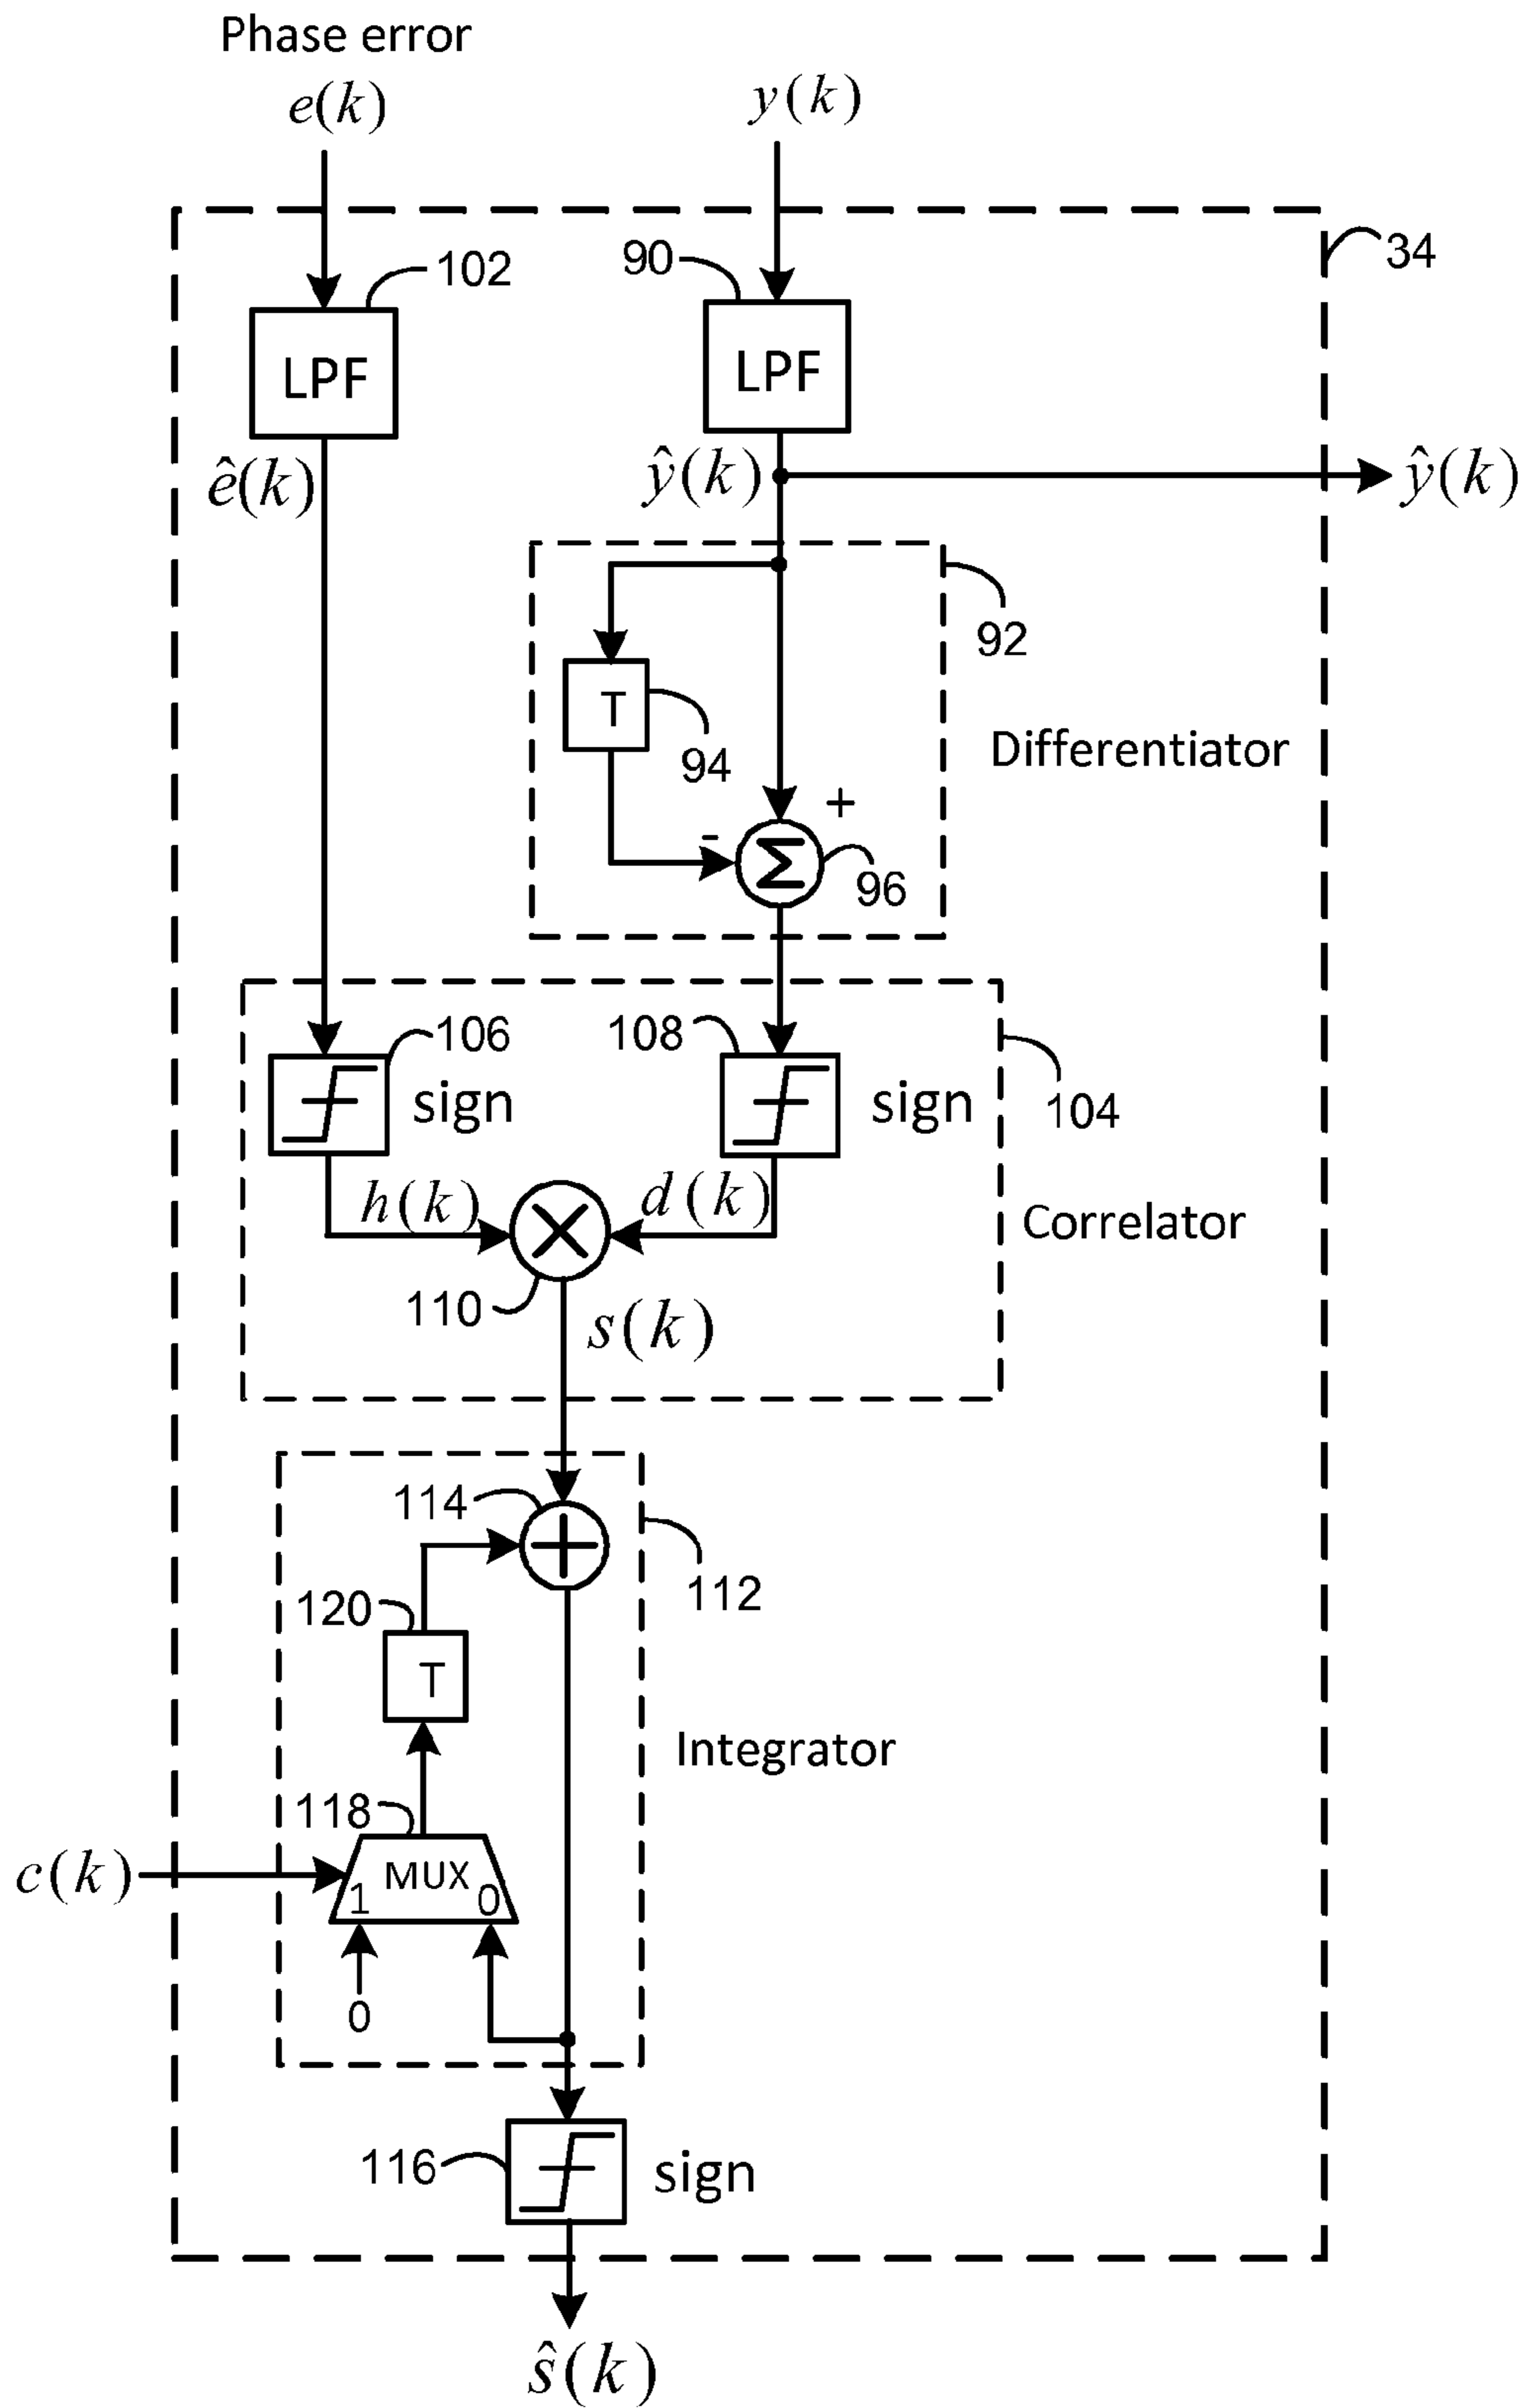 Phase error
e(k)
y(k)
34
102
90
LPF
LPF
ê(k)
ŷ(k)
ŷ(k)
92
T
94
Differentiator
+
-
Σ
96
106
108
sign
sign
104
h(k)
d(k)
Correlator
110
s(k)
114
+
112
120
T
Integrator
118
c(k)
MUX
1
0
0
116
sign
ŝ(k)